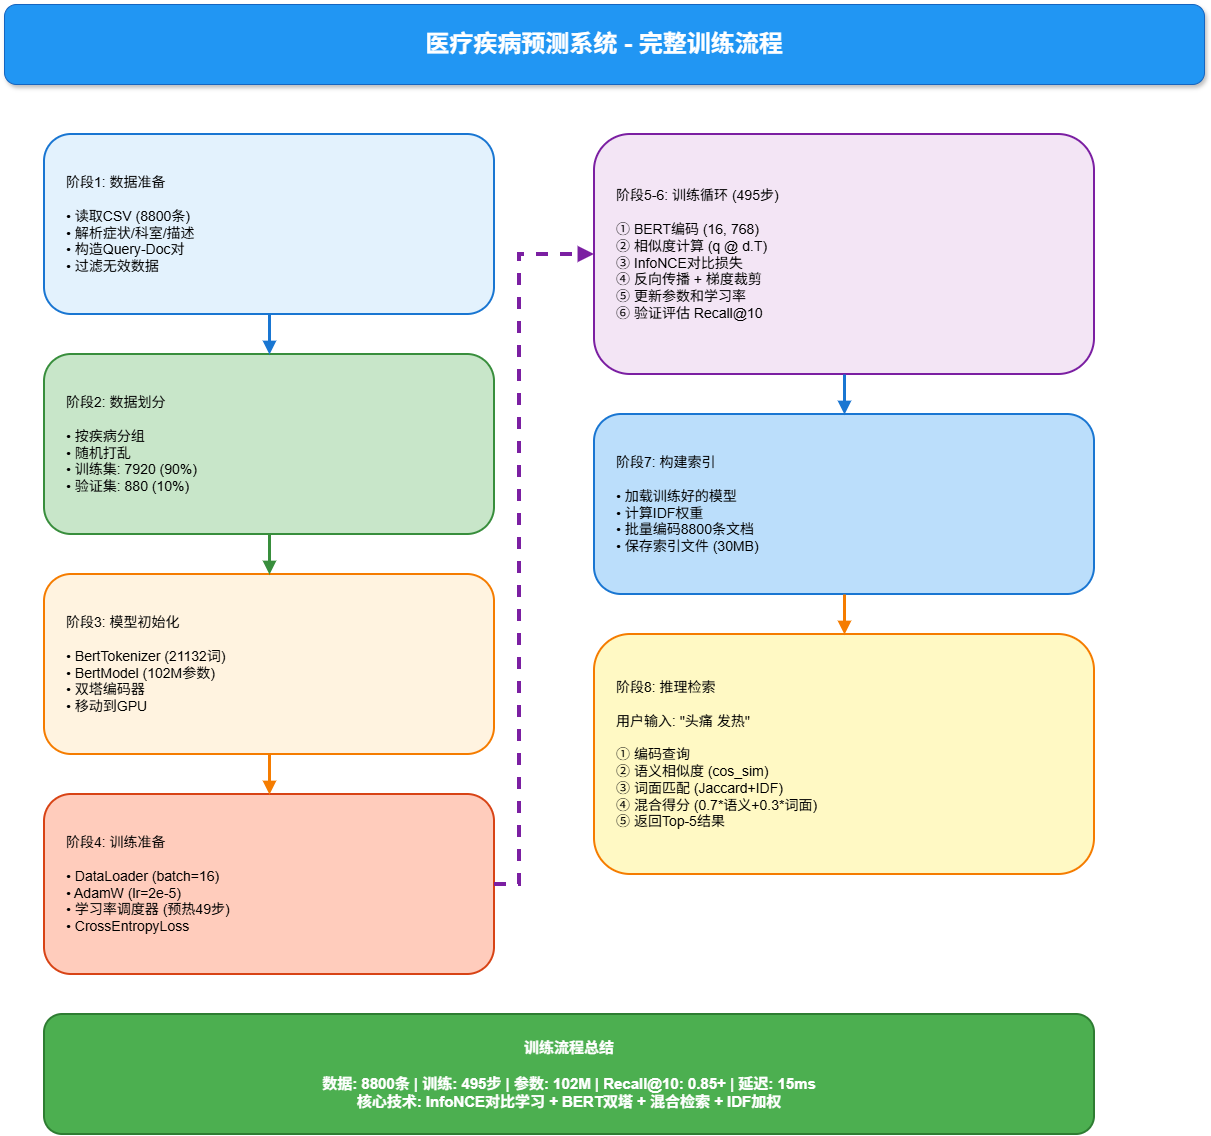 医疗疾病预测系统 - 完整训练流程
阶段1: 数据准备
• 读取CSV (8800条)
• 解析症状/科室/描述
• 构造Query-Doc对
• 过滤无效数据
阶段2: 数据划分
• 按疾病分组
• 随机打乱
• 训练集: 7920 (90%)
• 验证集: 880 (10%)
阶段3: 模型初始化
• BertTokenizer (21132词)
• BertModel (102M参数)
• 双塔编码器
• 移动到GPU
阶段4: 训练准备
• DataLoader (batch=16)
• AdamW (lr=2e-5)
• 学习率调度器 (预热49步)
• CrossEntropyLoss
阶段5-6: 训练循环 (495步)
① BERT编码 (16, 768)
② 相似度计算 (q @ d.T)
③ InfoNCE对比损失
④ 反向传播 + 梯度裁剪
⑤ 更新参数和学习率
⑥ 验证评估 Recall@10
阶段7: 构建索引
• 加载训练好的模型
• 计算IDF权重
• 批量编码8800条文档
• 保存索引文件 (30MB)
阶段8: 推理检索
用户输入: "头痛 发热"
① 编码查询
② 语义相似度 (cos_sim)
③ 词面匹配 (Jaccard+IDF)
④ 混合得分 (0.7*语义+0.3*词面)
⑤ 返回Top-5结果
训练流程总结
数据: 8800条 | 训练: 495步 | 参数: 102M | Recall@10: 0.85+ | 延迟: 15ms
核心技术: InfoNCE对比学习 + BERT双塔 + 混合检索 + IDF加权